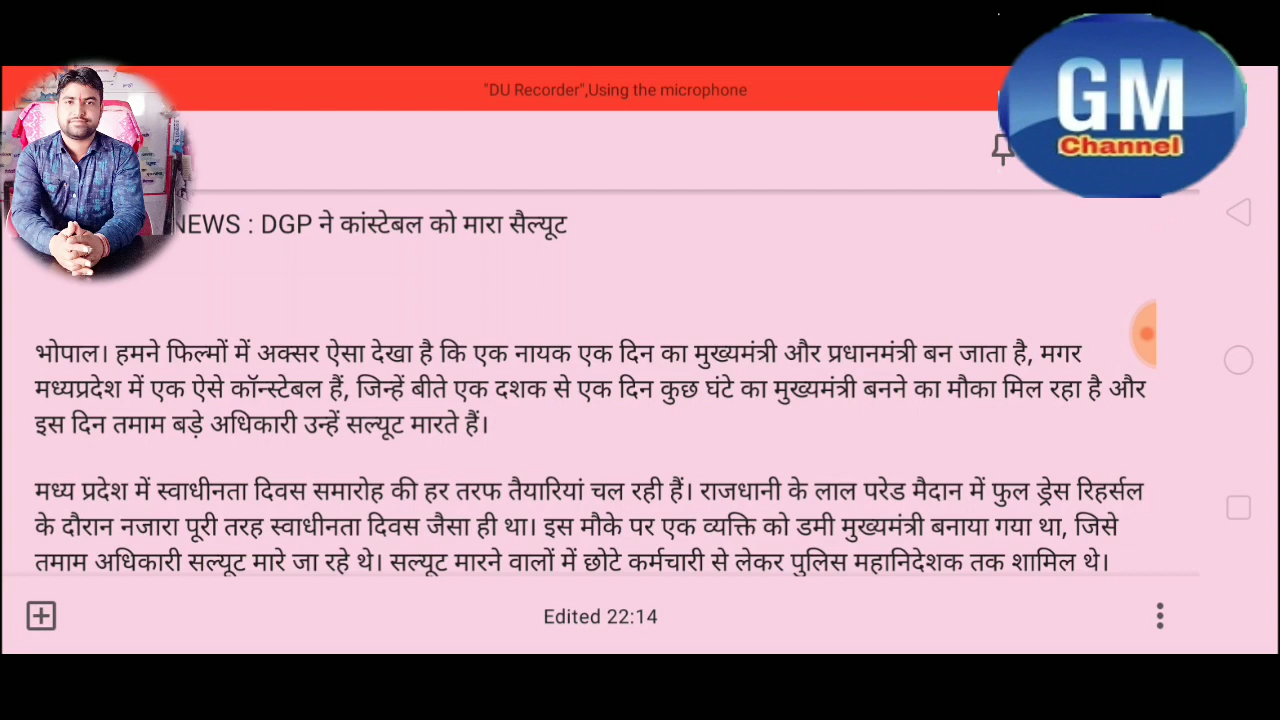 "DU Recorder",Using the microphone
GM
Channel
NEWS : DGP ने कांस्टेबल को मारा सैल्यूट
भोपाल। हमने फिल्मों में अक्सर ऐसा देखा है कि एक नायक एक दिन का मुख्यमंत्री और प्रधानमंत्री बन जाता है, मगर
मध्यप्रदेश में एक ऐसे कॉन्स्टेबल हैं, जिन्हें बीते एक दशक से एक दिन कुछ घंटे का मुख्यमंत्री बनने का मौका मिल रहा है और
इस दिन तमाम बड़े अधिकारी उन्हें सल्यूट मारते हैं।
मध्य प्रदेश में स्वाधीनता दिवस समारोह की हर तरफ तैयारियां चल रही हैं। राजधानी के लाल परेड मैदान में फुल ड्रेस रिहर्सल
के दौरान नजारा पूरी तरह स्वाधीनता दिवस जैसा ही था। इस मौके पर एक व्यक्ति को डमी मुख्यमंत्री बनाया गया था, जिसे
तमाम अधिकारी सल्यूट मारे जा रहे थे। सल्यूट मारने वालों में छोटे कर्मचारी से लेकर पुलिस महानिदेशक तक शामिल थे।
Edited 22:14